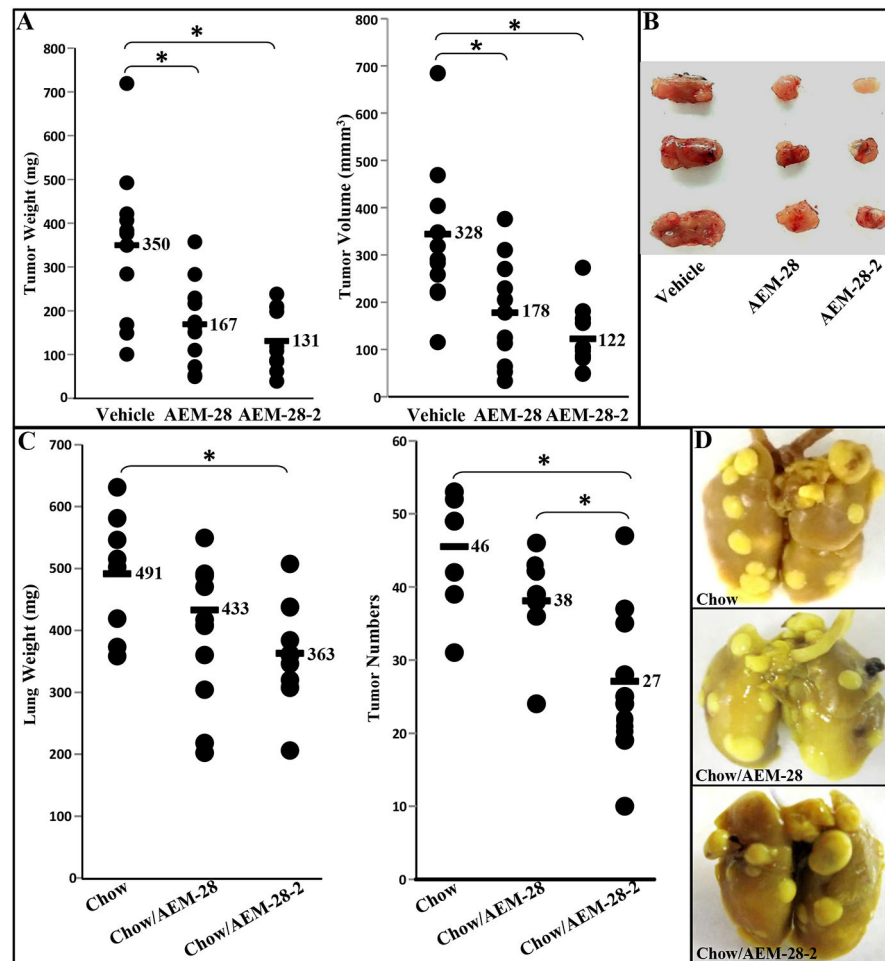 A
*
*
800
700
600
500
400
300
200
100
0
Tumor Weight (mg)
350
167
131
Vehicle AEM-28 AEM-28-2
*
*
800
700
600
500
400
300
200
100
0
Tumor Volume (mmm³)
328
178
122
Vehicle AEM-28 AEM-28-2
B
Vehicle
AEM-28
AEM-28-2
C
*
700
600
500
400
300
200
100
0
Lung Weight (mg)
491
433
363
Chow
Chow/AEM-28
Chow/AEM-28-2
*
*
60
50
40
30
20
10
0
Tumor Numbers
46
38
27
Chow
Chow/AEM-28
Chow/AEM-28-2
D
Chow
Chow/AEM-28
Chow/AEM-28-2